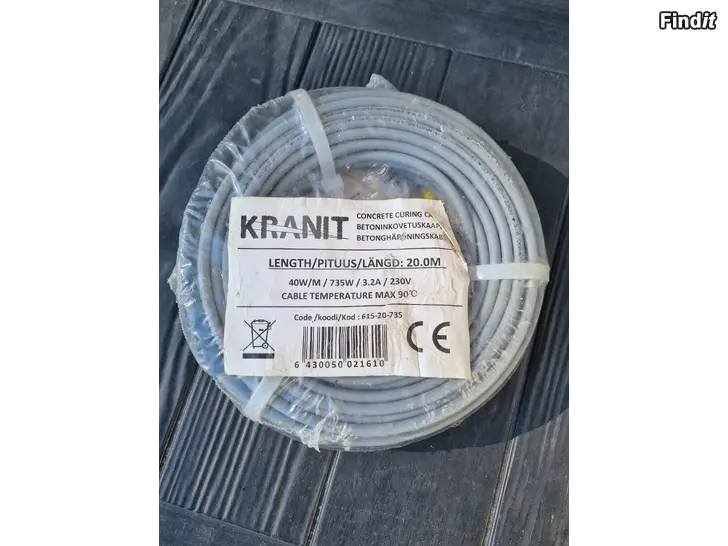 Findit
KRANIT
CONCRETE CURING CA
BETONINKOVETUSKAAP
BETONGHÄRDNINGSKAB
LENGTH/PITUUS/LÄNGD: 20.0M
40W/M / 735W / 3.2A / 230V
CABLE TEMPERATURE MAX 90℃
Code /koodi/Kod : 615-20-735
CE
6 430050 021610